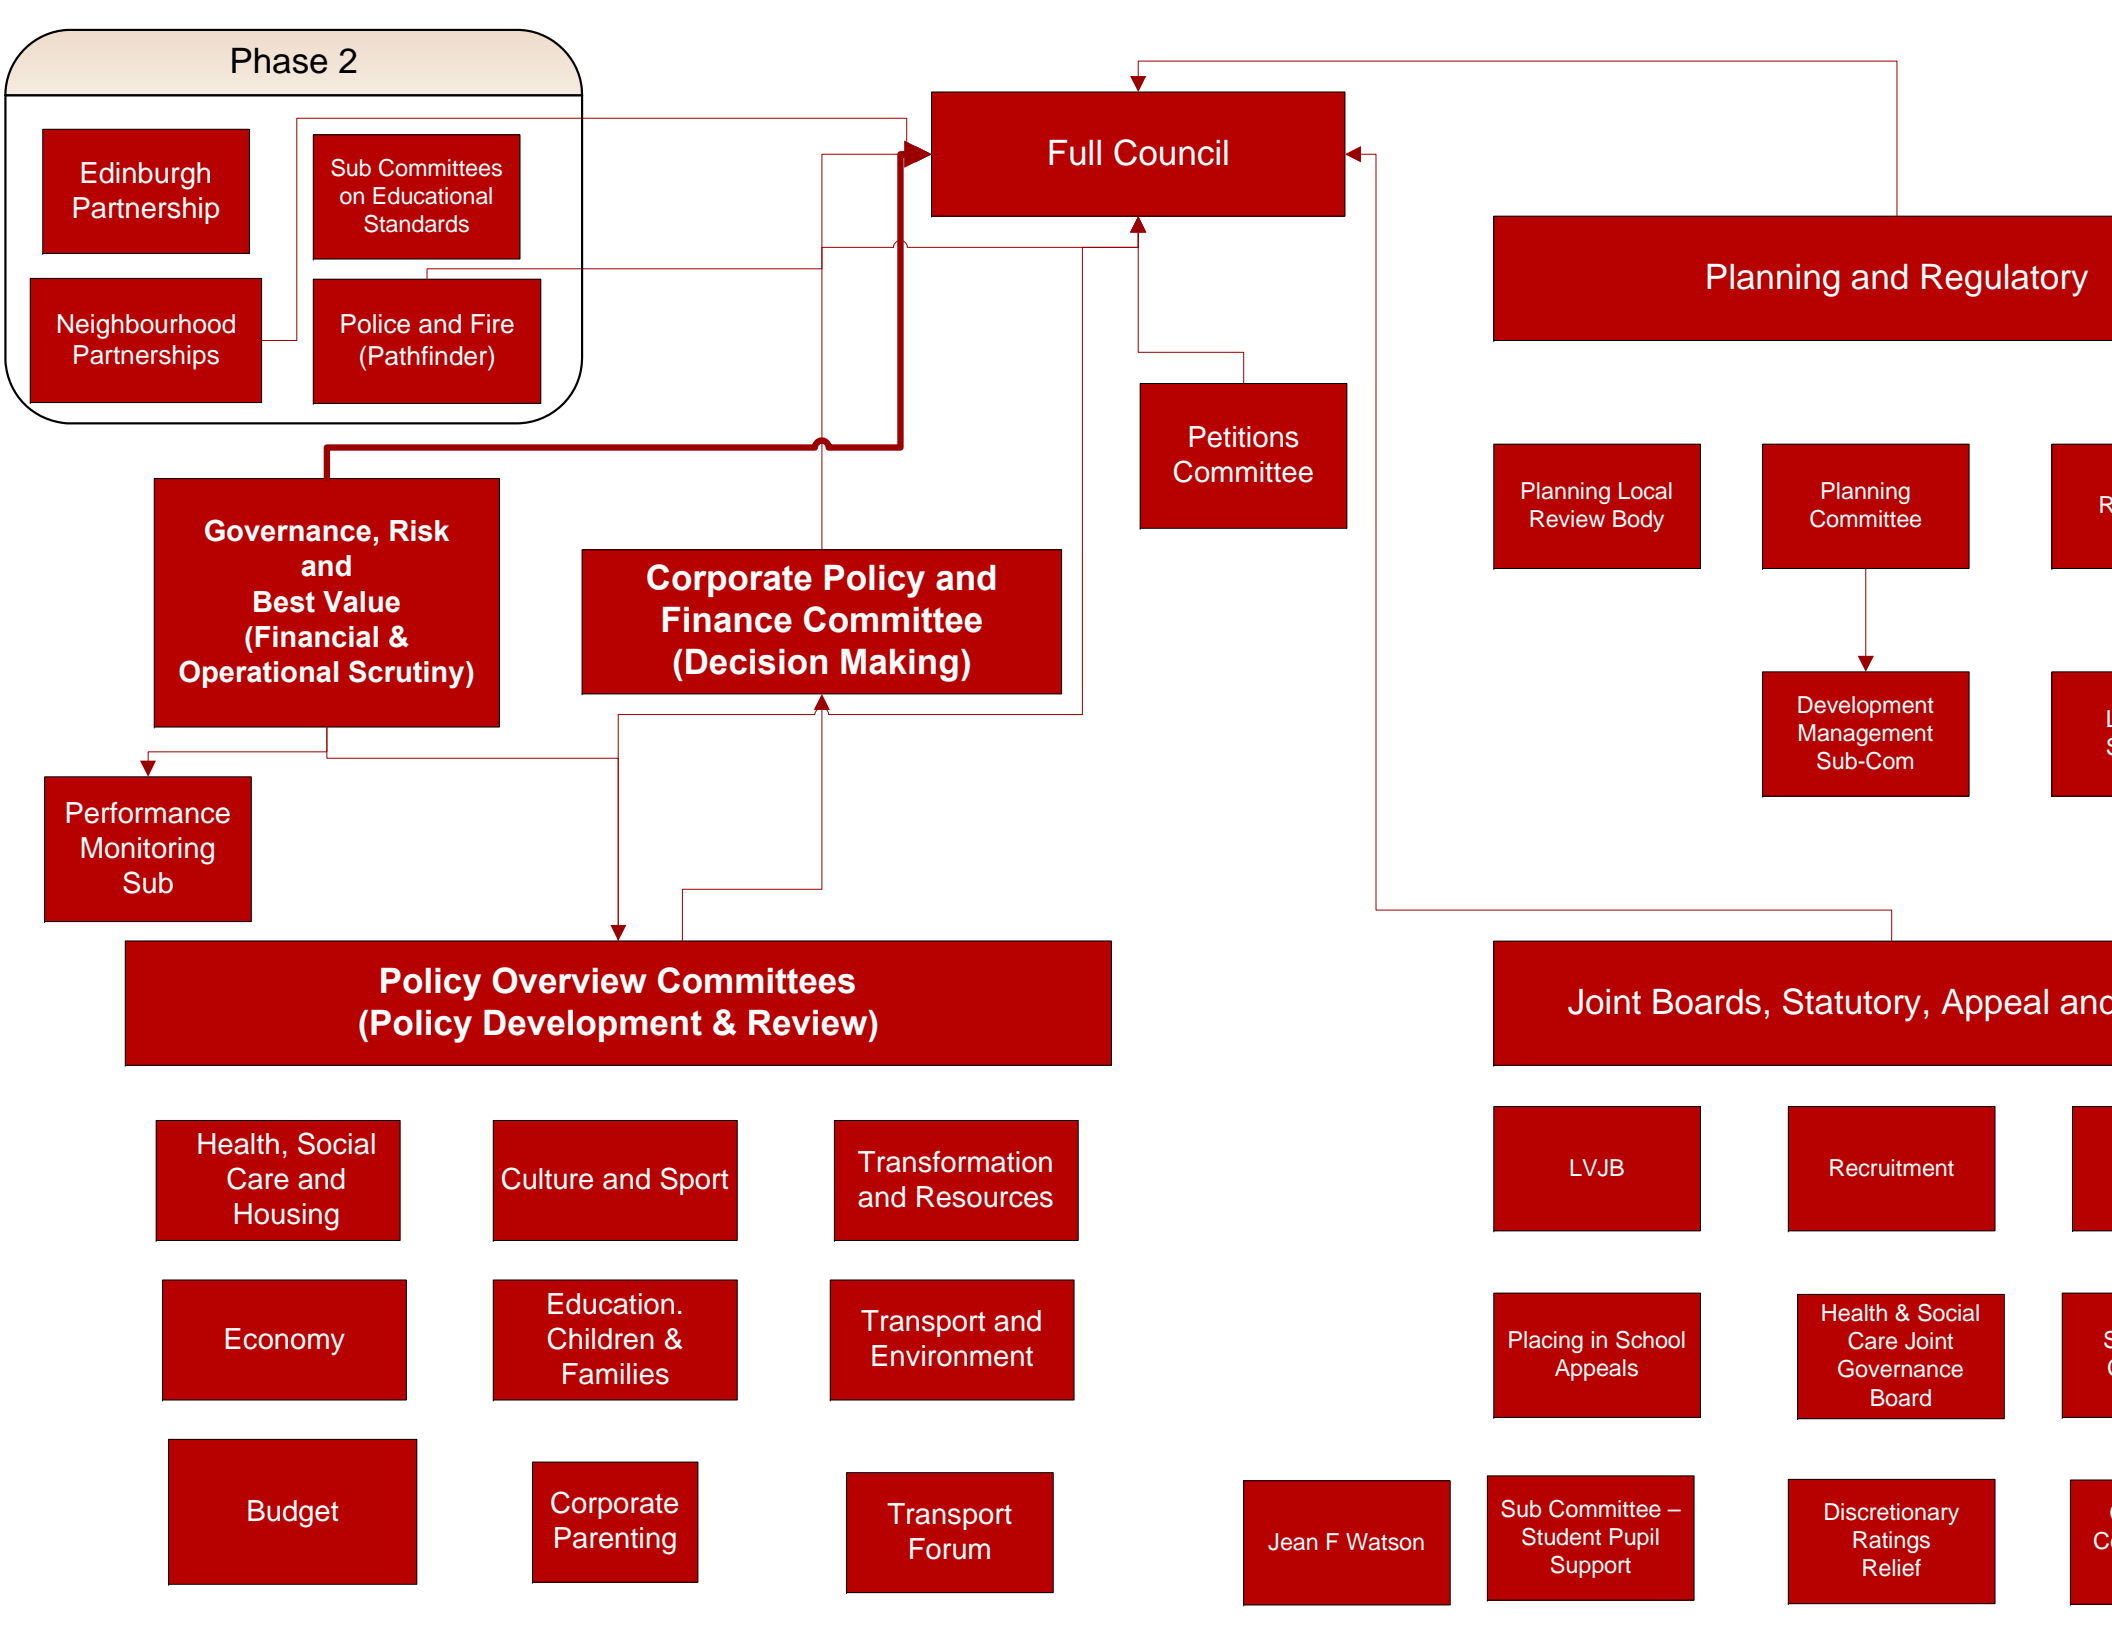 Phase 2
Edinburgh
Partnership
Sub Committees
on Educational
Standards
Neighbourhood
Partnerships
Police and Fire
(Pathfinder)
Full Council
Planning and Regulatory
Petitions
Committee
Governance, Risk
and
Best Value
(Financial &
Operational Scrutiny)
Corporate Policy and
Finance Committee
(Decision Making)
Planning Local
Review Body
Planning
Committee
Development
Management
Sub-Com
Performance
Monitoring
Sub
Policy Overview Committees
(Policy Development & Review)
Joint Boards, Statutory, Appeal and
Health, Social
Care and
Housing
Culture and Sport
Transformation
and Resources
LVJB
Recruitment
Economy
Education.
Children &
Families
Transport and
Environment
Placing in School
Appeals
Health & Social
Care Joint
Governance
Board
Budget
Corporate
Parenting
Transport
Forum
Jean F Watson
Sub Committee –
Student Pupil
Support
Discretionary
Ratings
Relief